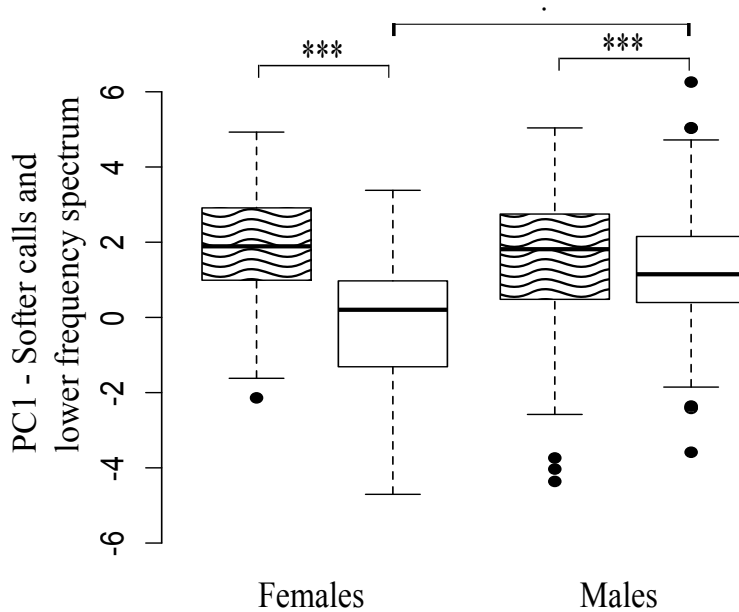 .
***
***
PC1 - Softer calls and
lower frequency spectrum
6
4
2
0
-2
-4
-6
Females
Males